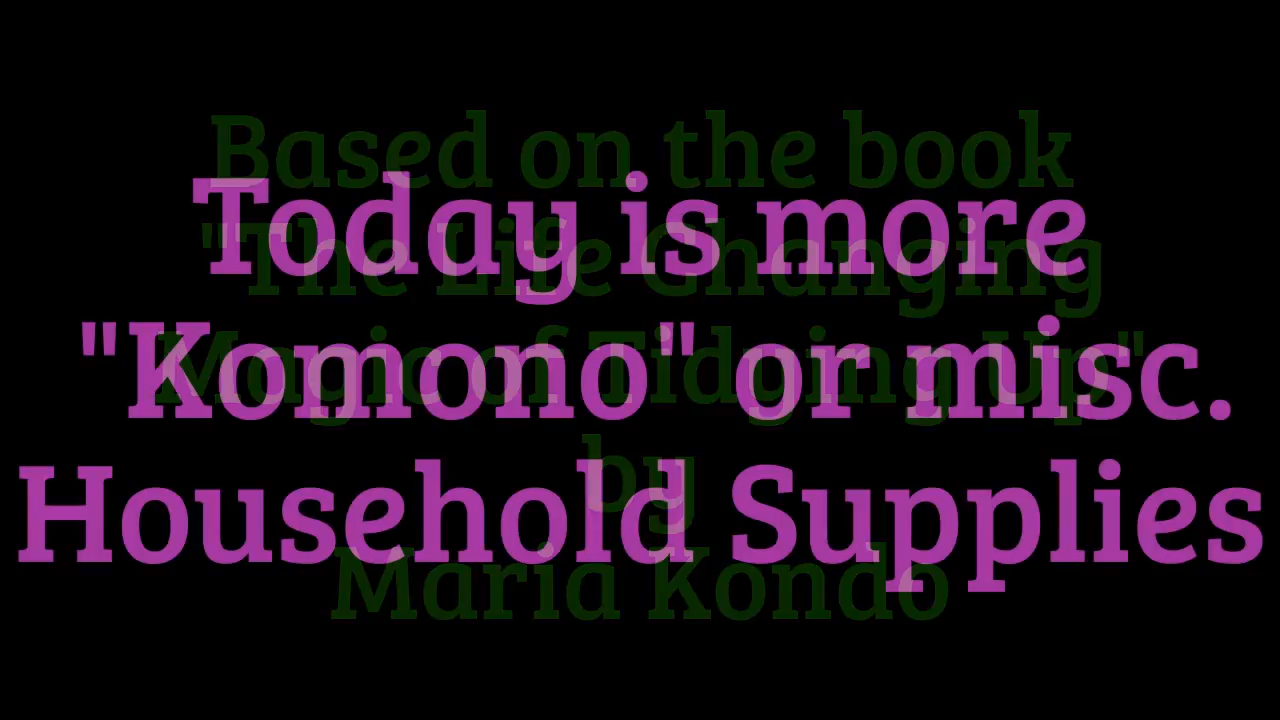 Based on the book
"The Life Changing
Magic of Tidying Up"
by
Maria Kondo
Today is more
"Komono" or misc.
Household Supplies